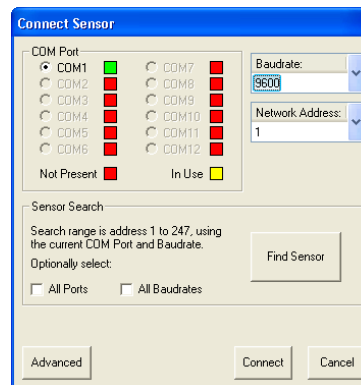 Connect Sensor
COM Port
COM1 COM7
COM2 COM8
COM3 COM9
COM4 COM10
COM5 COM11
COM6 COM12
Not Present In Use
Baudrate:
9600
Network Address:
1
Sensor Search
Search range is address 1 to 247, using
the current COM Port and Baudrate.
Optionally select:
All Ports All Baudrates
Find Sensor
Advanced Connect Cancel